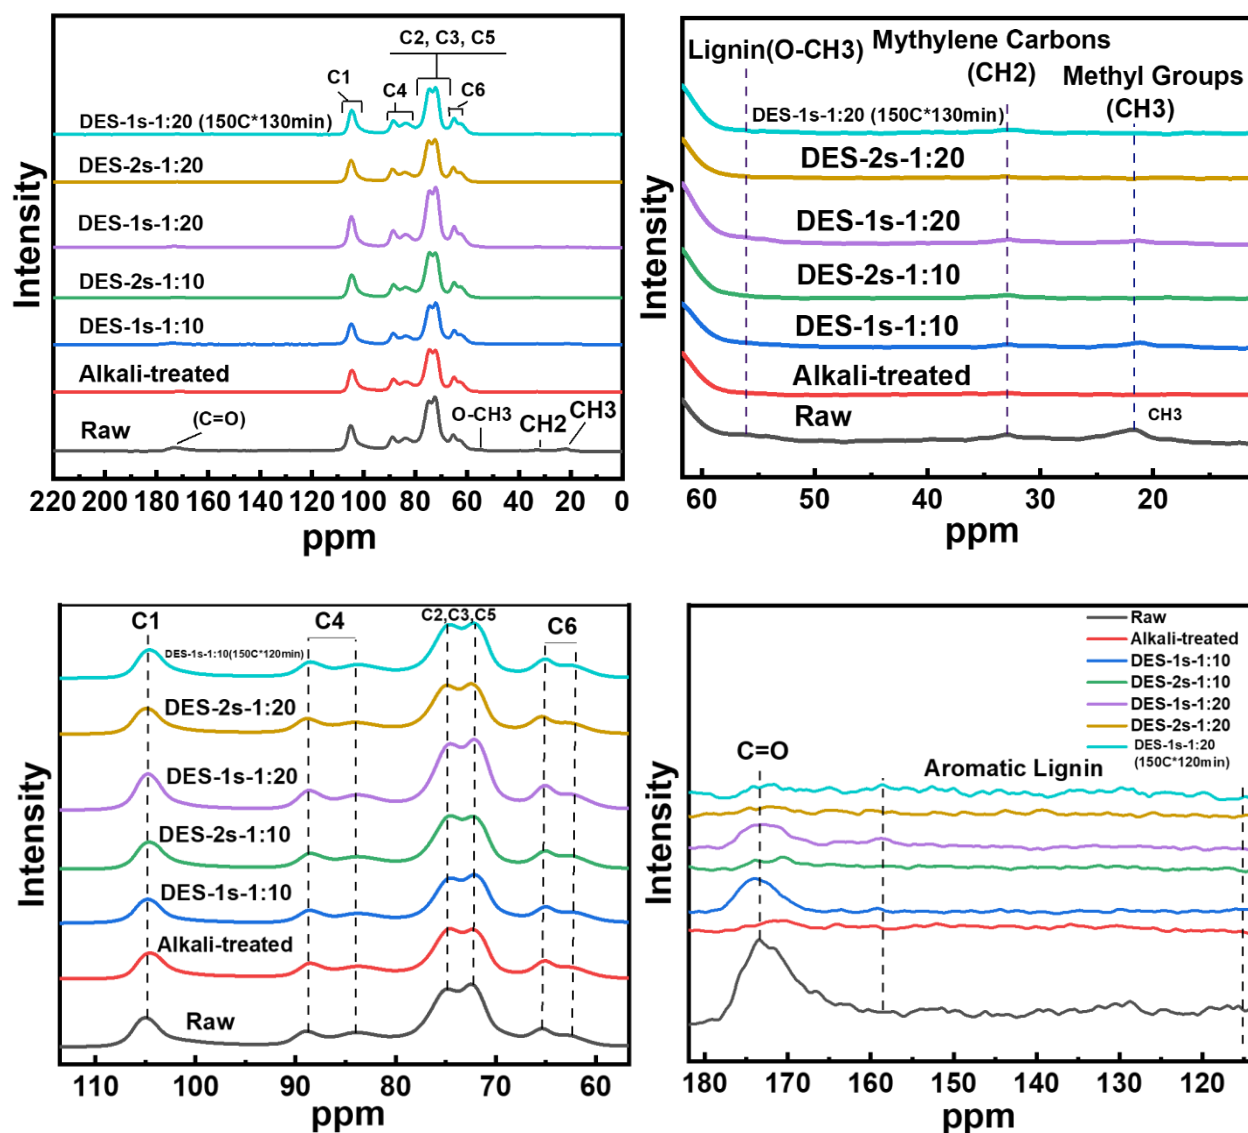 C2, C3, C5
C1
C4
C6
DES-1s-1:20 (150C*130min)
DES-2s-1:20
DES-1s-1:20
DES-2s-1:10
DES-1s-1:10
Alkali-treated
Raw
(C=O)
O-CH3
CH2
CH3
Intensity
220 200 180 160 140 120 100 80 60 40 20 0
ppm
Lignin(O-CH3)
Mythylene Carbons
(CH2)
Methyl Groups
(CH3)
DES-1s-1:20 (150C*130min)
DES-2s-1:20
DES-1s-1:20
DES-2s-1:10
DES-1s-1:10
Alkali-treated
Raw
CH3
Intensity
60 50 40 30 20
ppm
C1
C4
C2,C3,C5
C6
DES-1s-1:10(150C*120min)
DES-2s-1:20
DES-1s-1:20
DES-2s-1:10
DES-1s-1:10
Alkali-treated
Raw
Intensity
110 100 90 80 70 60
ppm
Raw
Alkali-treated
DES-1s-1:10
DES-2s-1:10
DES-1s-1:20
DES-2s-1:20
DES-1s-1:20
(150C*120min)
C=O
Aromatic Lignin
Intensity
180 170 160 150 140 130 120
ppm